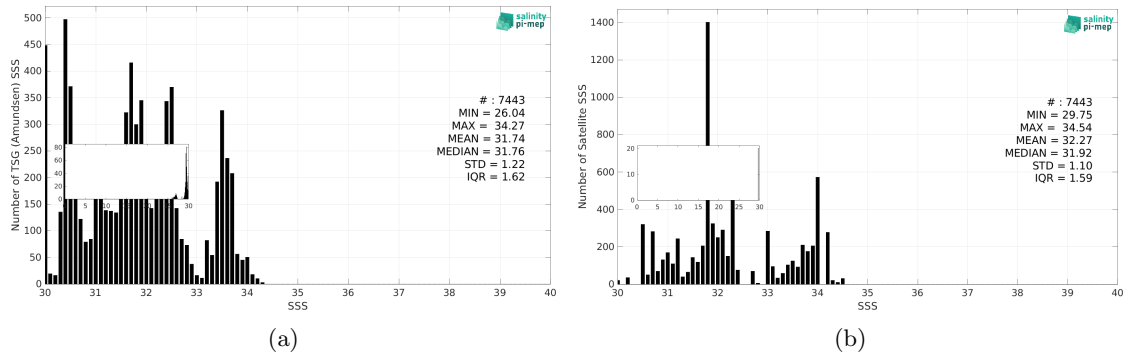 500
450
400
350
300
250
200
150
100
50
0
80
60
40
20
0
0 5 10 15 20 25 30
30 31 32 33 34 35 36 37 38 39 40
SSS
Number of TSG (Amundsen) SSS
salinity
pi-mep
# : 7443
MIN = 26.04
MAX = 34.27
MEAN = 31.74
MEDIAN = 31.76
STD = 1.22
IQR = 1.62
(a)
1400
1200
1000
800
600
400
200
0
20
10
0
0 5 10 15 20 25 30
30 31 32 33 34 35 36 37 38 39 40
SSS
Number of Satellite SSS
salinity
pi-mep
# : 7443
MIN = 29.75
MAX = 34.54
MEAN = 32.27
MEDIAN = 31.92
STD = 1.10
IQR = 1.59
(b)